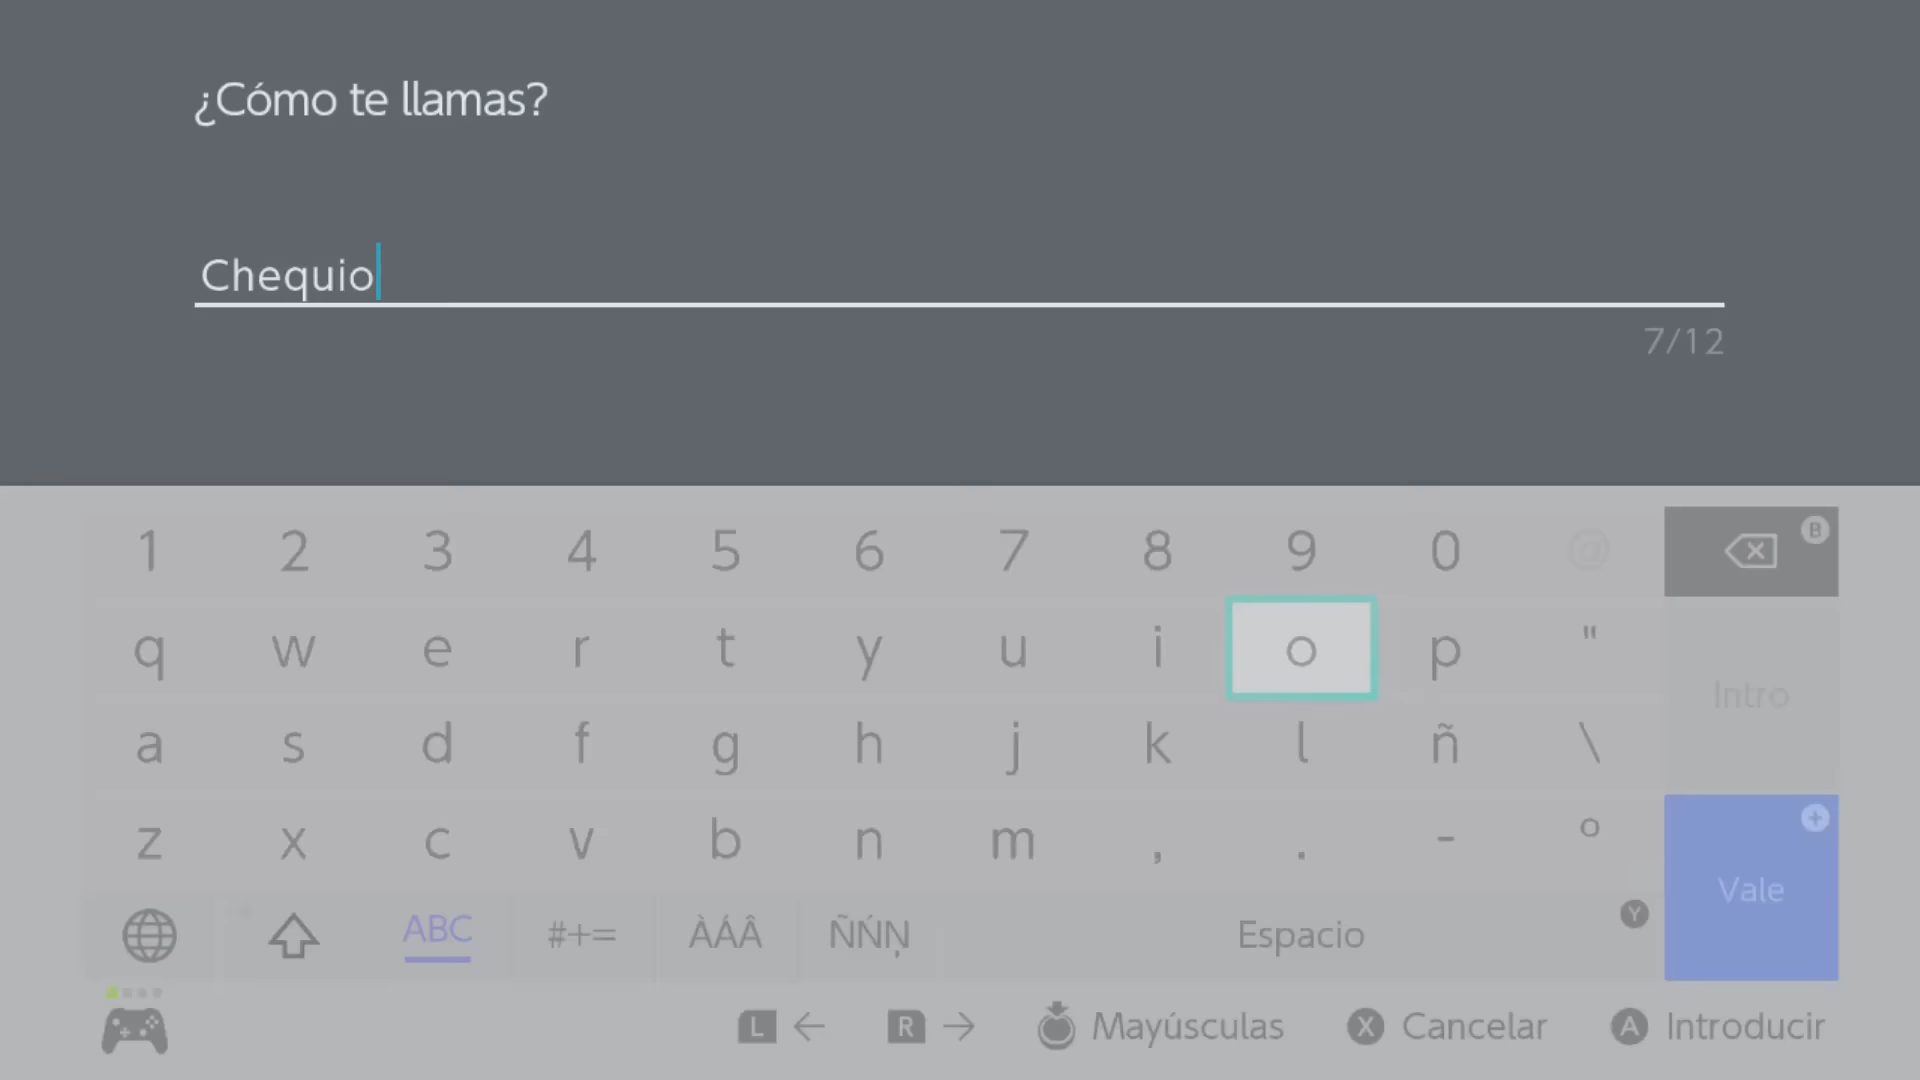 ¿Cómo te llamas?
Chequio
7/12
1 2 3 4 5 6 7 8 9 0 @ B
q w e r t y u i o p "
Intro
a s d f g h j k l ñ \
z x c v b n m , . - º
+
Vale
ABC #+= ÀÁÂ ÑŃŅ Espacio Y
L ← R → Mayúsculas X Cancelar A Introducir